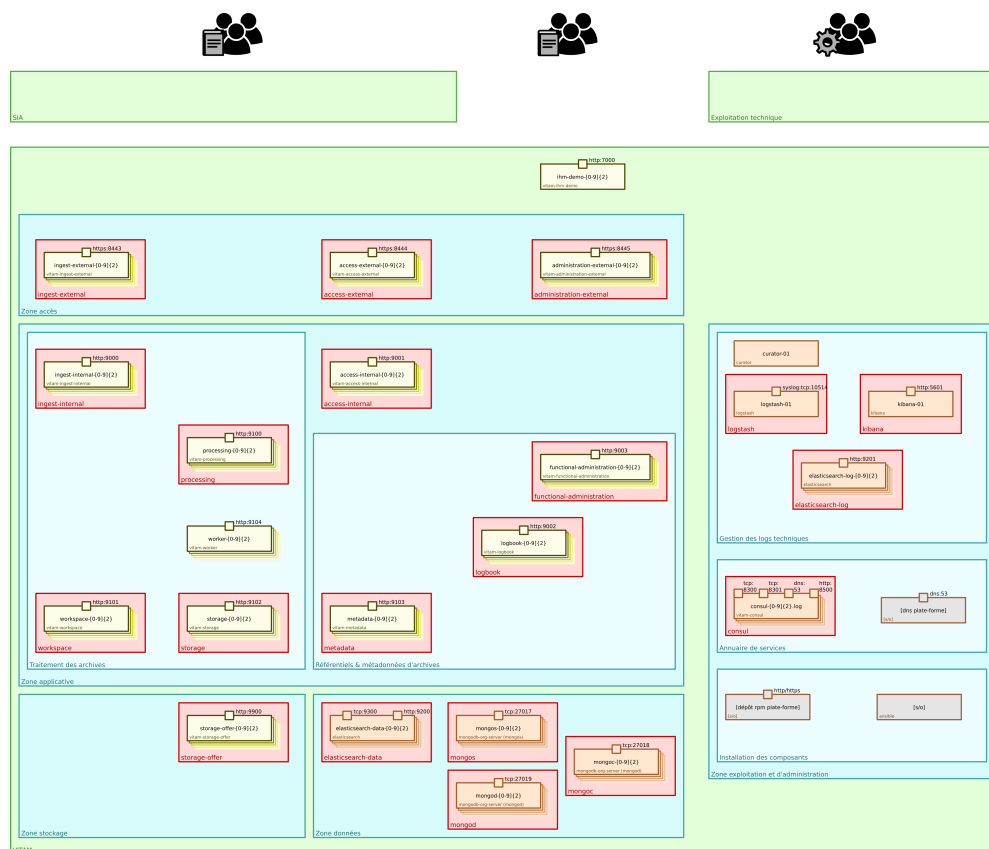 SIA
Exploitation technique
http:7000
ihm-demo-[0-9]{2}
vitam-ihm-demo
https:8443
ingest-external-[0-9]{2}
vitam-ingest-external
ingest-external
https:8444
access-external-[0-9]{2}
vitam-access-external
access-external
https:8445
administration-external-[0-9]{2}
vitam-administration-external
administration-external
Zone accès
http:9000
ingest-internal-[0-9]{2}
vitam-ingest-internal
ingest-internal
http:9001
access-internal-[0-9]{2}
vitam-access-internal
access-internal
http:9100
processing-[0-9]{2}
vitam-processing
processing
http:9104
worker-[0-9]{2}
vitam-worker
http:9101
workspace-[0-9]{2}
vitam-workspace
workspace
http:9102
storage-[0-9]{2}
vitam-storage
storage
Traitement des archives
http:9003
functional-administration-[0-9]{2}
vitam-functional-administration
functional-administration
http:9002
logbook-[0-9]{2}
vitam-logbook
logbook
http:9103
metadata-[0-9]{2}
vitam-metadata
metadata
Référentiels & métadonnées d'archives
Zone applicative
http:9900
storage-offer-[0-9]{2}
vitam-storage-offer
storage-offer
Zone stockage
tcp:9300
http:9200
elasticsearch-data-[0-9]{2}
elasticsearch
elasticsearch-data
tcp:27017
mongos-[0-9]{2}
mongodb-org-server (mongos)
mongos
tcp:27018
mongoc-[0-9]{2}
mongodb-org-server (mongod)
mongoc
tcp:27019
mongod-[0-9]{2}
mongodb-org-server (mongod)
mongod
Zone données
curator-01
curator
syslog:tcp:10514
logstash-01
logstash
logstash
http:5601
kibana-01
kibana
kibana
http:9201
elasticsearch-log-[0-9]{2}
elasticsearch
elasticsearch-log
Gestion des logs techniques
tcp:
8300
tcp:
8301
dns:
53
http:
8500
consul-[0-9]{2}.log
vitam-consul
consul
dns:53
[dns plate-forme]
[s/o]
Annuaire de services
http/https
[dépôt rpm plate-forme]
[s/o]
[s/o]
ansible
Installation des composants
Zone exploitation et d'administration